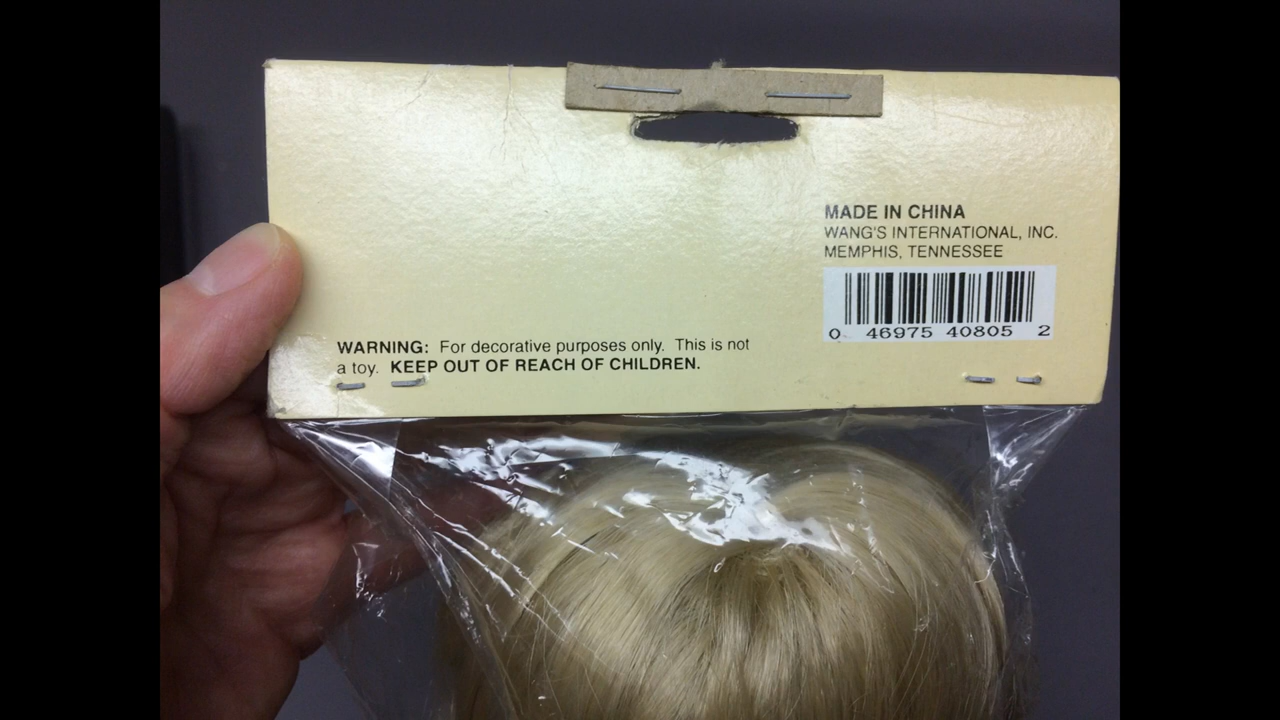 MADE IN CHINA
WANG'S INTERNATIONAL, INC.
MEMPHIS, TENNESSEE
0 46975 40805 2
WARNING: For decorative purposes only. This is not
a toy. KEEP OUT OF REACH OF CHILDREN.